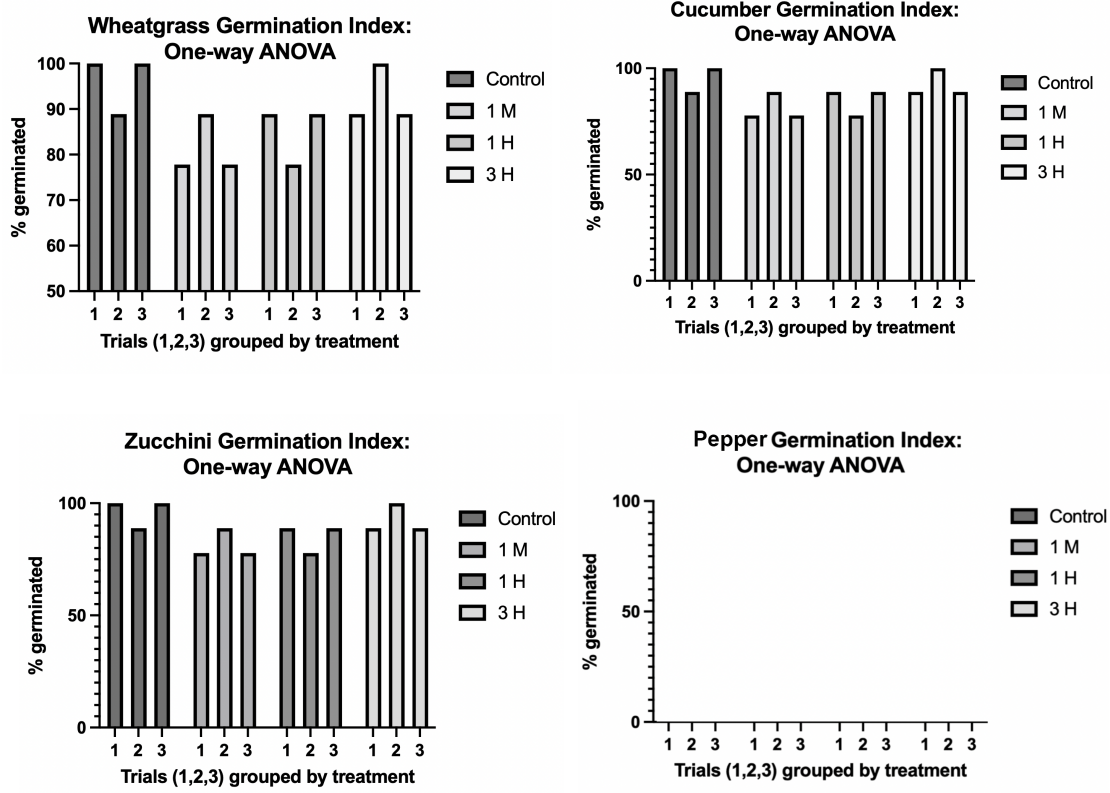 Wheatgrass Germination Index:
One-way ANOVA
100
90
80
70
60
50
% germinated
1 2 3 1 2 3 1 2 3 1 2 3
Trials (1,2,3) grouped by treatment
Control
1 M
1 H
3 H
Cucumber Germination Index:
One-way ANOVA
100
50
0
% germinated
1 2 3 1 2 3 1 2 3 1 2 3
Trials (1,2,3) grouped by treatment
Control
1 M
1 H
3 H
Zucchini Germination Index:
One-way ANOVA
100
50
0
% germinated
1 2 3 1 2 3 1 2 3 1 2 3
Trials (1,2,3) grouped by treatment
Control
1 M
1 H
3 H
Pepper Germination Index:
One-way ANOVA
100
50
0
% germinated
1 2 3 1 2 3 1 2 3 1 2 3
Trials (1,2,3) grouped by treatment
Control
1 M
1 H
3 H